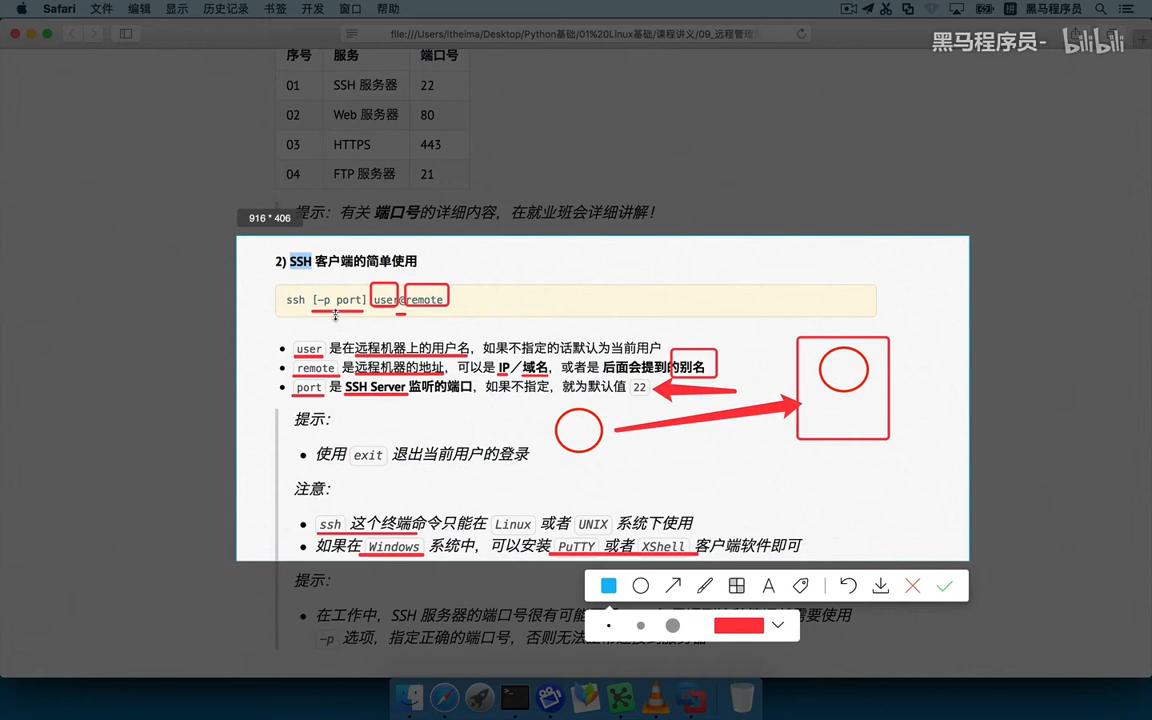 Safari 文件 编辑 显示 历史记录 书签 开发 窗口 帮助 黑马程序员
file:///Users/itheima/Desktop/Python基础/01%20Linux基础/课程讲义/09_远程管理
黑马程序员- bilibili
序号 服务 端口号
01 SSH 服务器 22
02 Web 服务器 80
03 HTTPS 443
04 FTP 服务器 21
提示：有关 端口号的详细内容，在就业班会详细讲解！
916 * 406
2) SSH 客户端的简单使用
ssh [-p port] user@remote
user 是在远程机器上的用户名，如果不指定的话默认为当前用户
remote 是远程机器的地址，可以是 IP／域名，或者是 后面会提到的别名
port 是 SSH Server 监听的端口，如果不指定，就为默认值 22
提示：
使用 exit 退出当前用户的登录
注意：
ssh 这个终端命令只能在 Linux 或者 UNIX 系统下使用
如果在 Windows 系统中，可以安装 PuTTY 或者 XShell 客户端软件即可
A
提示：
在工作中，SSH 服务器的端口号很有可能 需要使用
-p 选项，指定正确的端口号，否则无法 服务器